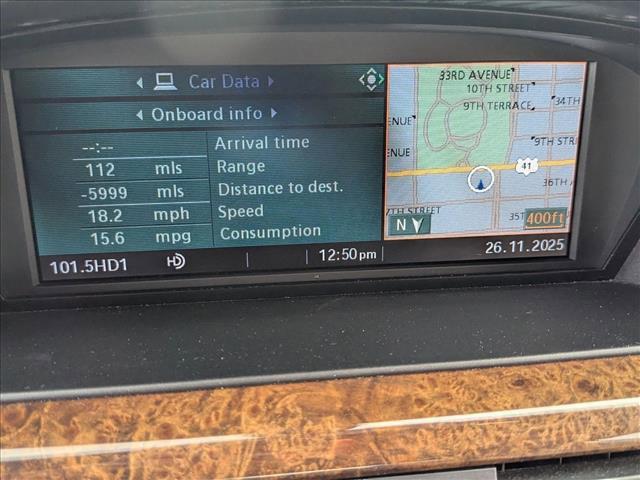 Car Data
Onboard info
--:-- Arrival time
112 mls Range
-5999 mls Distance to dest.
18.2 mph Speed
15.6 mpg Consumption
101.5HD1 HD 12:50pm 26.11.2025
33RD AVENUE
10TH STREET
9TH TERRACE
34TH
ENUE
9TH STR
ENUE
41
36TH A
7TH STREET
35T
400ft
N